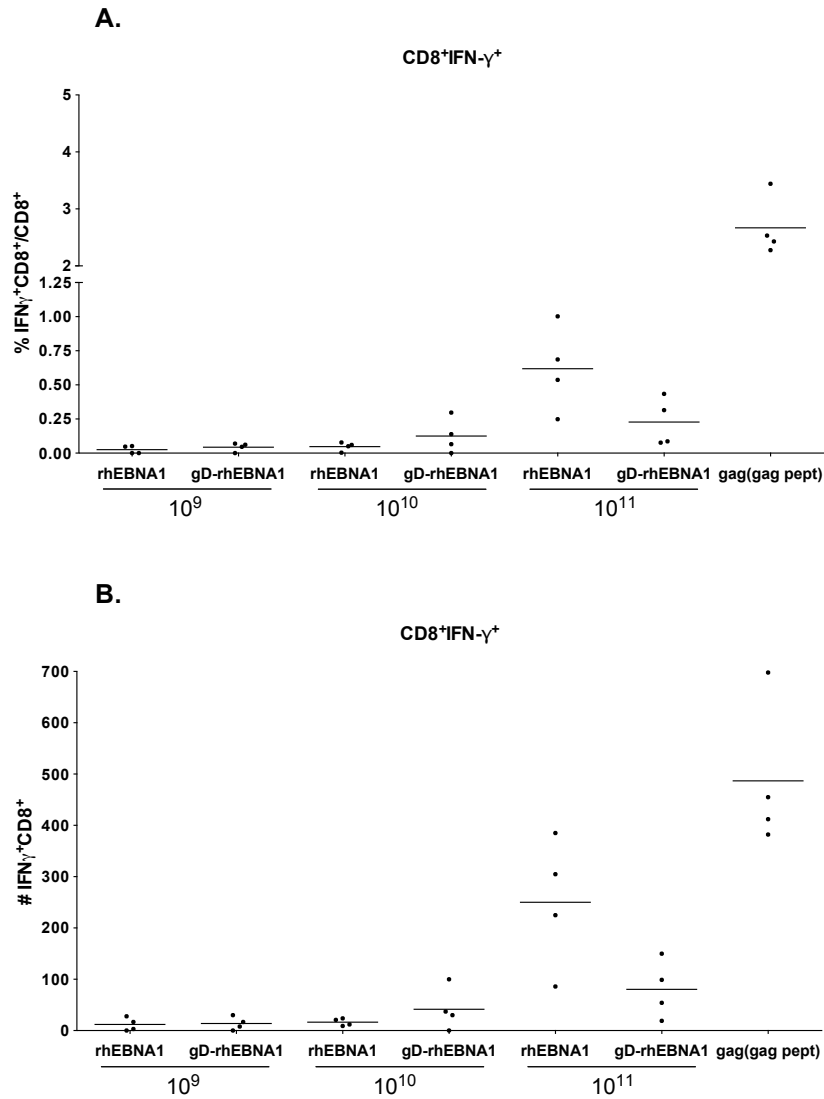 A.
CD8⁺IFN-γ⁺
5
4
3
2
1.25
1.00
0.75
0.50
0.25
0.00
% IFNγ⁺CD8⁺/CD8⁺
rhEBNA1 gD-rhEBNA1 rhEBNA1 gD-rhEBNA1 rhEBNA1 gD-rhEBNA1 gag(gag pept)
10⁹ 10¹⁰ 10¹¹
B.
CD8⁺IFN-γ⁺
700
600
500
400
300
200
100
0
# IFNγ⁺CD8⁺
rhEBNA1 gD-rhEBNA1 rhEBNA1 gD-rhEBNA1 rhEBNA1 gD-rhEBNA1 gag(gag pept)
10⁹ 10¹⁰ 10¹¹